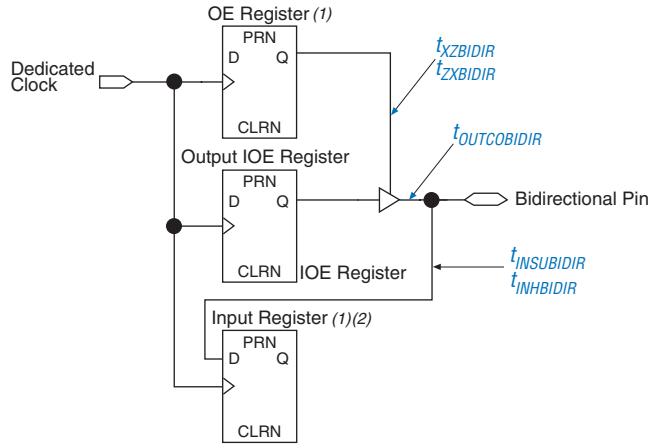 OE Register (1)
PRN
D Q
CLRN
Dedicated
Clock
tXZBIDIR
tZXBIDIR
tOUTCOBIDIR
Output IOE Register
PRN
D Q
CLRN
Bidirectional Pin
IOE Register
tINSUBIDIR
tINHBIDIR
Input Register (1)(2)
PRN
D Q
CLRN